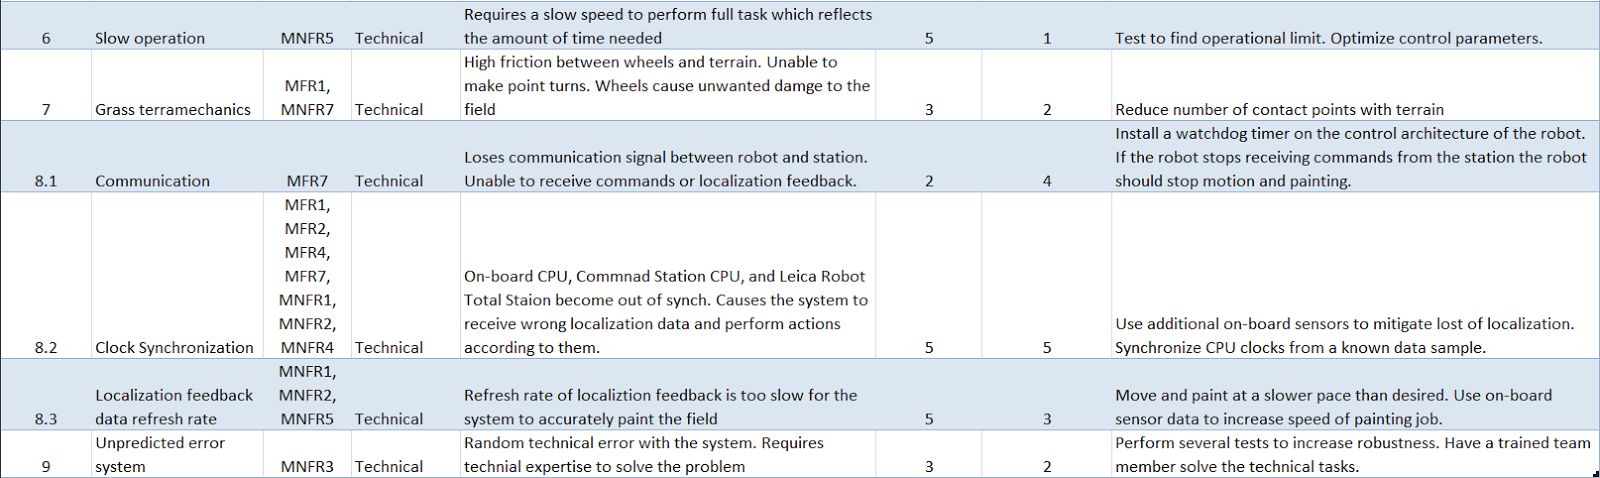 Requires a slow speed to perform full task which reflects
6 Slow operation MNFR5 Technical the amount of time needed 5 1 Test to find operational limit. Optimize control parameters.
High friction between wheels and terrain. Unable to
MFR1, make point turns. Wheels cause unwanted damge to the
7 Grass terramechanics MNFR7 Technical field 3 2 Reduce number of contact points with terrain
Install a watchdog timer on the control architecture of the robot.
Loses communication signal between robot and station. If the robot stops receiving commands from the station the robot
8.1 Communication MFR7 Technical Unable to receive commands or localization feedback. 2 4 should stop motion and painting.
MFR1,
MFR2,
MFR4,
MFR7, On-board CPU, Commnad Station CPU, and Leica Robot
MNFR1, Total Staion become out of synch. Causes the system to
MNFR2, receive wrong localization data and perform actions Use additional on-board sensors to mitigate lost of localization.
8.2 Clock Synchronization MNFR4 Technical according to them. 5 5 Synchronize CPU clocks from a known data sample.
MNFR1,
Localization feedback MNFR2, Refresh rate of localiztion feedback is too slow for the Move and paint at a slower pace than desired. Use on-board
8.3 data refresh rate MNFR5 Technical system to accurately paint the field 5 3 sensor data to increase speed of painting job.
Unpredicted error Random technical error with the system. Requires Perform several tests to increase robustness. Have a trained team
9 system MNFR3 Technical technial expertise to solve the problem 3 2 member solve the technical tasks.